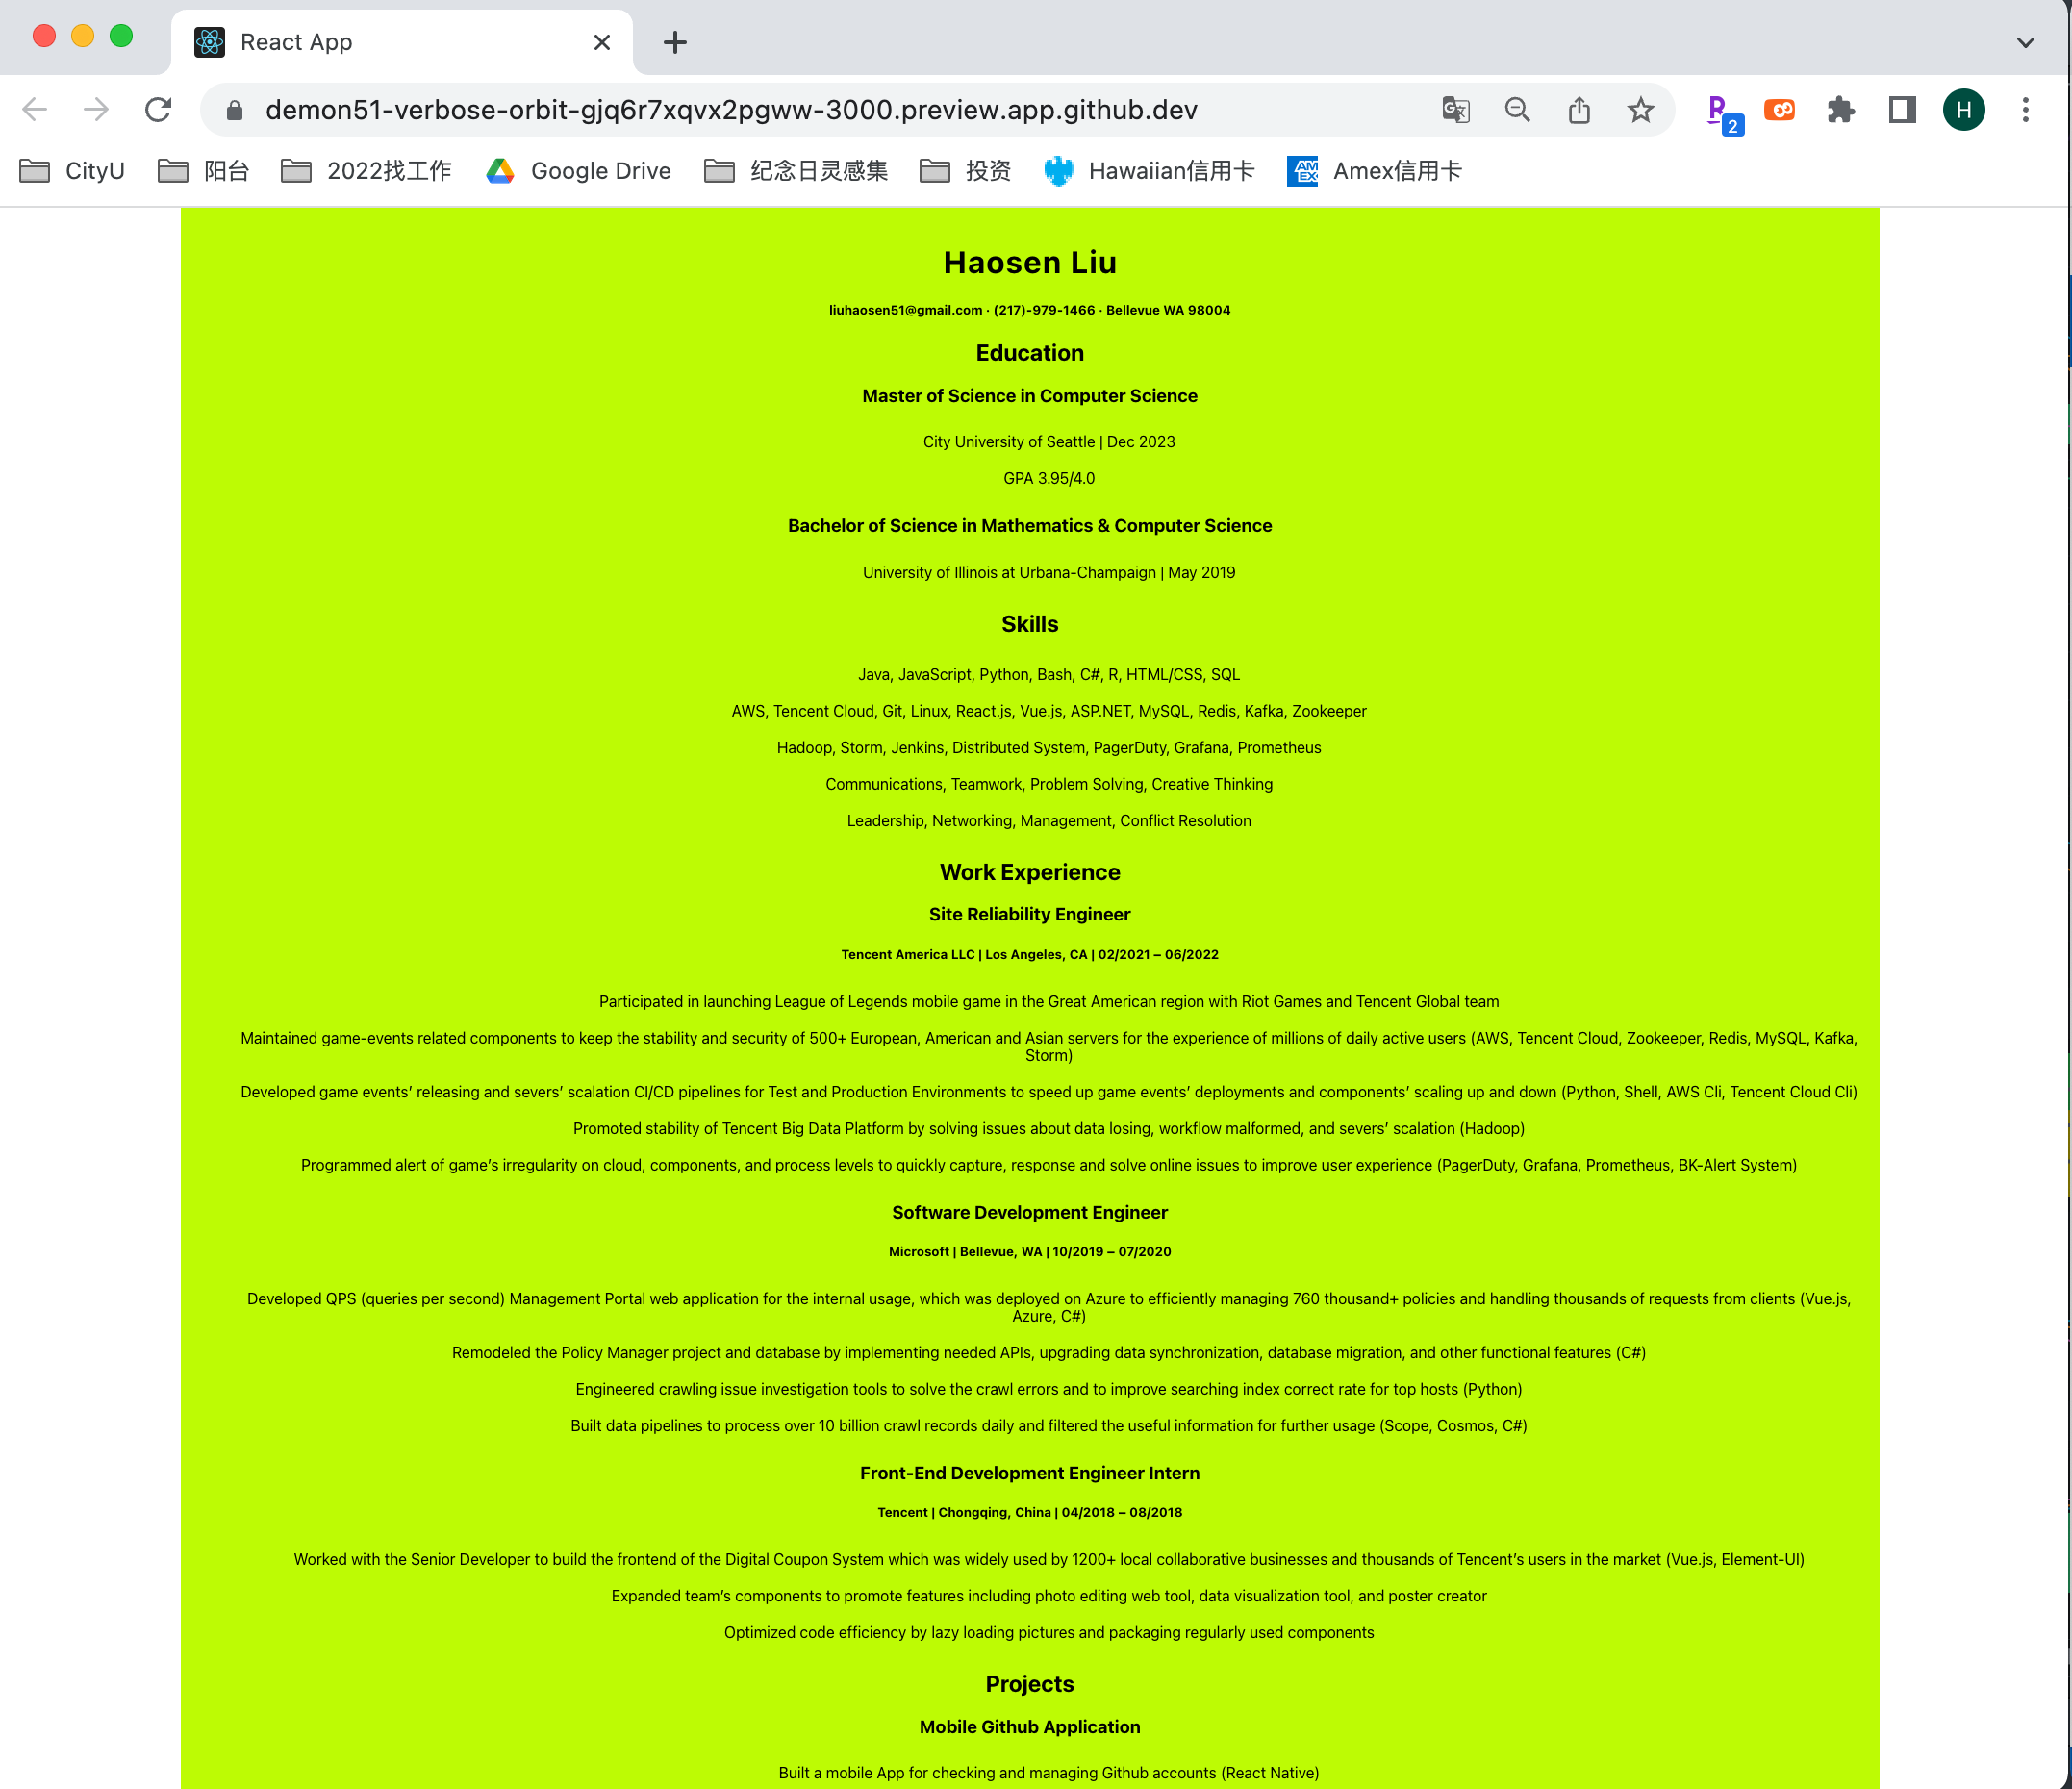 React App
demon51-verbose-orbit-gjq6r7xqvx2pgww-3000.preview.app.github.dev
2
H
CityU 阳台 2022找工作 Google Drive 纪念日灵感集 投资 Hawaiian信用卡 AMEX Amex信用卡
Haosen Liu
liuhaosen51@gmail.com · (217)-979-1466 · Bellevue WA 98004
Education
Master of Science in Computer Science
City University of Seattle | Dec 2023
GPA 3.95/4.0
Bachelor of Science in Mathematics & Computer Science
University of Illinois at Urbana-Champaign | May 2019
Skills
Java, JavaScript, Python, Bash, C#, R, HTML/CSS, SQL
AWS, Tencent Cloud, Git, Linux, React.js, Vue.js, ASP.NET, MySQL, Redis, Kafka, Zookeeper
Hadoop, Storm, Jenkins, Distributed System, PagerDuty, Grafana, Prometheus
Communications, Teamwork, Problem Solving, Creative Thinking
Leadership, Networking, Management, Conflict Resolution
Work Experience
Site Reliability Engineer
Tencent America LLC | Los Angeles, CA | 02/2021 – 06/2022
Participated in launching League of Legends mobile game in the Great American region with Riot Games and Tencent Global team
Maintained game-events related components to keep the stability and security of 500+ European, American and Asian servers for the experience of millions of daily active users (AWS, Tencent Cloud, Zookeeper, Redis, MySQL, Kafka,
Storm)
Developed game events’ releasing and severs’ scalation CI/CD pipelines for Test and Production Environments to speed up game events’ deployments and components’ scaling up and down (Python, Shell, AWS Cli, Tencent Cloud Cli)
Promoted stability of Tencent Big Data Platform by solving issues about data losing, workflow malformed, and severs’ scalation (Hadoop)
Programmed alert of game’s irregularity on cloud, components, and process levels to quickly capture, response and solve online issues to improve user experience (PagerDuty, Grafana, Prometheus, BK-Alert System)
Software Development Engineer
Microsoft | Bellevue, WA | 10/2019 – 07/2020
Developed QPS (queries per second) Management Portal web application for the internal usage, which was deployed on Azure to efficiently managing 760 thousand+ policies and handling thousands of requests from clients (Vue.js,
Azure, C#)
Remodeled the Policy Manager project and database by implementing needed APIs, upgrading data synchronization, database migration, and other functional features (C#)
Engineered crawling issue investigation tools to solve the crawl errors and to improve searching index correct rate for top hosts (Python)
Built data pipelines to process over 10 billion crawl records daily and filtered the useful information for further usage (Scope, Cosmos, C#)
Front-End Development Engineer Intern
Tencent | Chongqing, China | 04/2018 – 08/2018
Worked with the Senior Developer to build the frontend of the Digital Coupon System which was widely used by 1200+ local collaborative businesses and thousands of Tencent’s users in the market (Vue.js, Element-UI)
Expanded team’s components to promote features including photo editing web tool, data visualization tool, and poster creator
Optimized code efficiency by lazy loading pictures and packaging regularly used components
Projects
Mobile Github Application
Built a mobile App for checking and managing Github accounts (React Native)